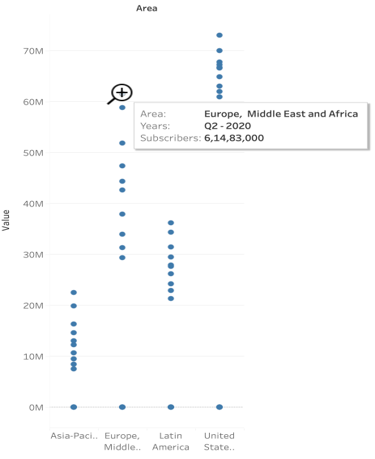 Area
70M
60M
50M
40M
30M
20M
10M
0M
Value
Area: Europe, Middle East and Africa
Years: Q2 - 2020
Subscribers: 6,14,83,000
Asia-Paci.. Europe, Latin United
Middle.. America State..